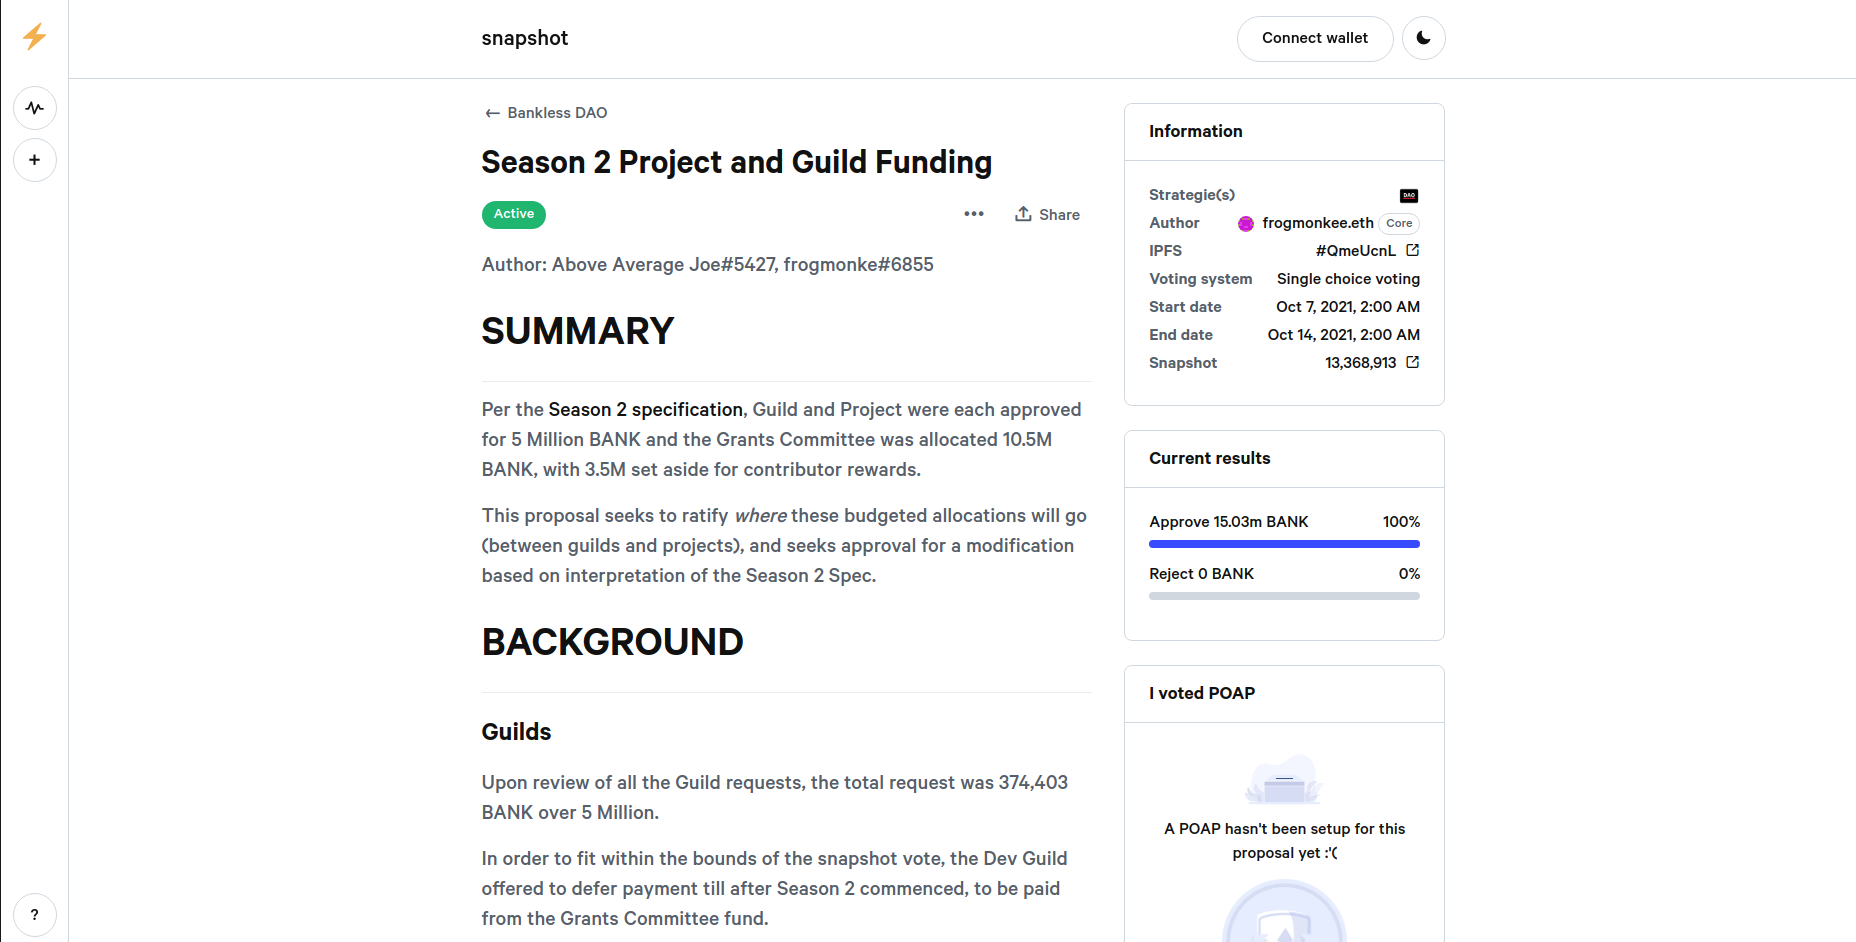 snapshot
Connect wallet
+
← Bankless DAO
Season 2 Project and Guild Funding
Active
••• Share
Author: Above Average Joe#5427, frogmonke#6855
SUMMARY
Per the Season 2 specification, Guild and Project were each approved
for 5 Million BANK and the Grants Committee was allocated 10.5M
BANK, with 3.5M set aside for contributor rewards.
This proposal seeks to ratify where these budgeted allocations will go
(between guilds and projects), and seeks approval for a modification
based on interpretation of the Season 2 Spec.
BACKGROUND
Guilds
Upon review of all the Guild requests, the total request was 374,403
BANK over 5 Million.
In order to fit within the bounds of the snapshot vote, the Dev Guild
offered to defer payment till after Season 2 commenced, to be paid
from the Grants Committee fund.
Information
Strategie(s) DAO
Author frogmonkee.eth Core
IPFS #QmeUcnL
Voting system Single choice voting
Start date Oct 7, 2021, 2:00 AM
End date Oct 14, 2021, 2:00 AM
Snapshot 13,368,913
Current results
Approve 15.03m BANK 100%
Reject 0 BANK 0%
I voted POAP
A POAP hasn't been setup for this
proposal yet :'(
?